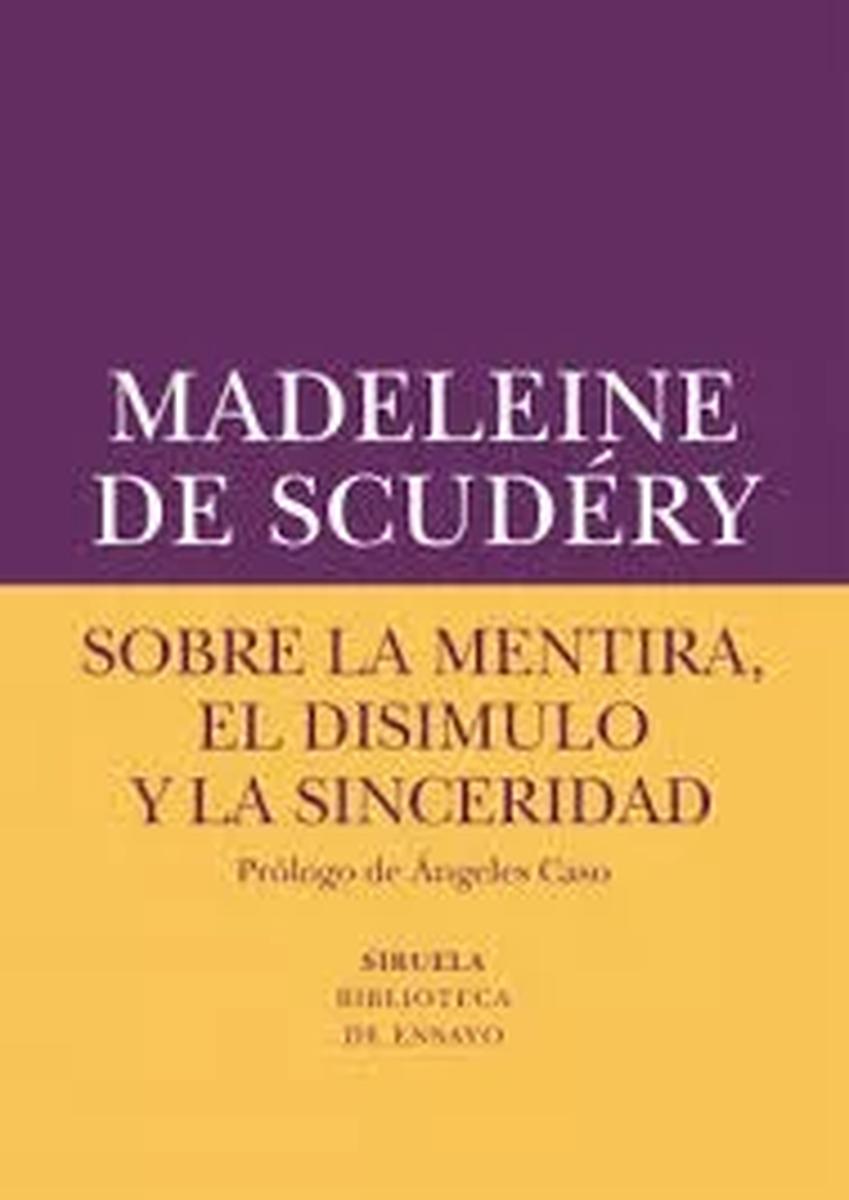 MADELEINE
DE SCUDÉRY
SOBRE LA MENTIRA,
EL DISIMULO
Y LA SINCERIDAD
Prólogo de Ángeles Caso
SIRUELA
BIBLIOTECA
DE ENSAYO